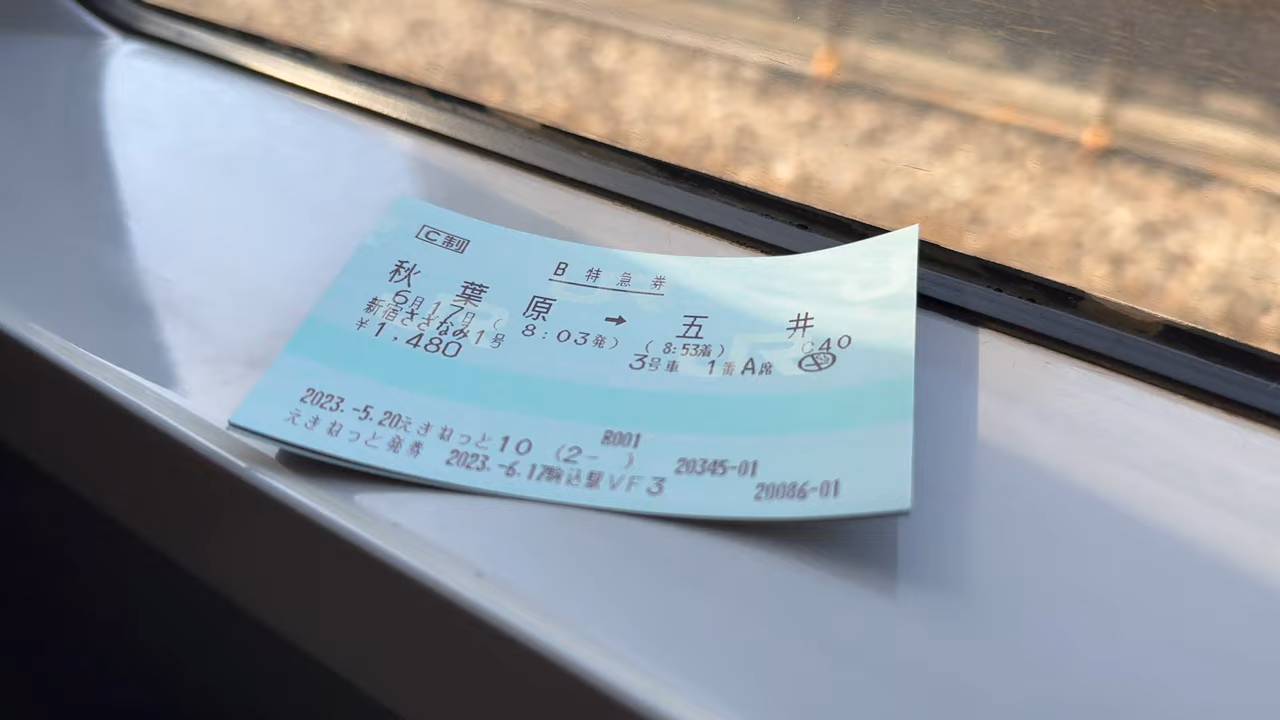 C制
B特急券
秋葉原 → 五井
6月17日 ( 8:03発) ( 8:53着) C40
新宿さざなみ1号 3号車 1番A席
¥1,480
R001
2023.-5.20えきねっと10 (2- ) 20345-01
えきねっと発券 2023.-6.17駒込駅VF3 20086-01